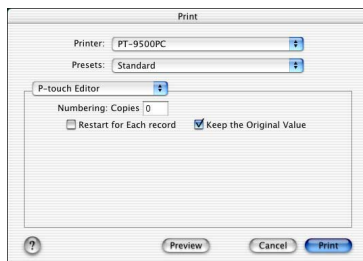 Print
Printer: PT-9500PC
Presets: Standard
P-touch Editor
Numbering: Copies 0
Restart for Each record Keep the Original Value
? Preview Cancel Print